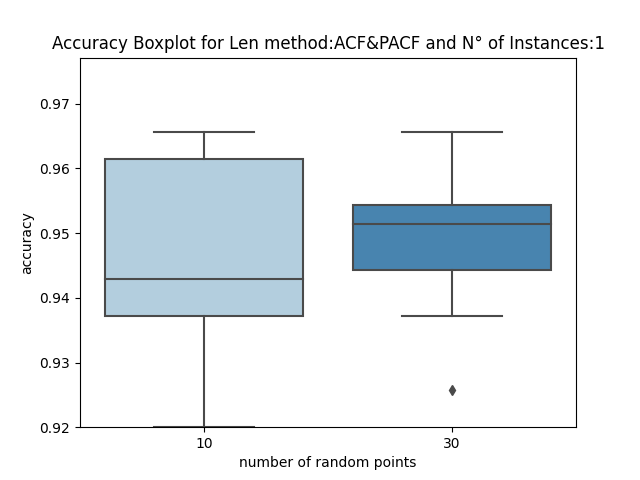 Accuracy Boxplot for Len method:ACF&PACF and N° of Instances:1
0.97
0.96
0.95
0.94
0.93
0.92
accuracy
10 30
number of random points